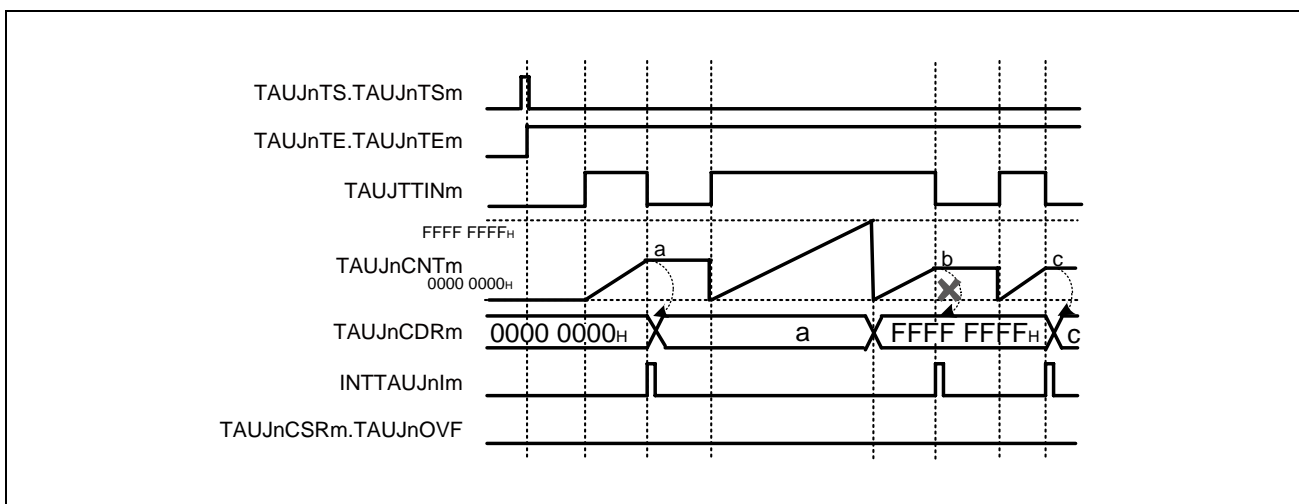 TAUJnTS.TAUJnTSm
TAUJnTE.TAUJnTEm
TAUJTTINm
FFFF FFFFH
a b c
TAUJnCNTm
0000 0000H
TAUJnCDRm 0000 0000H a FFFF FFFFH c
INTTAUJnIm
TAUJnCSRm.TAUJnOVF